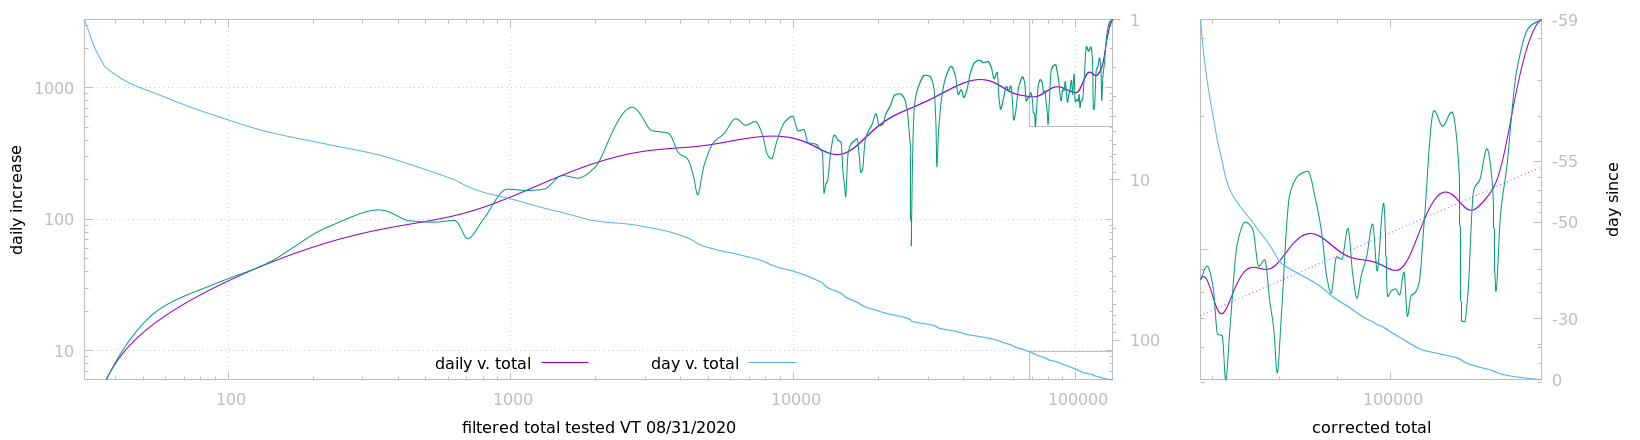 daily increase
1000
100
10
daily v. total
day v. total
100
1000
10000
100000
filtered total tested VT 08/31/2020
1
10
100
100000
corrected total
-59
-55
-50
-30
0
day since